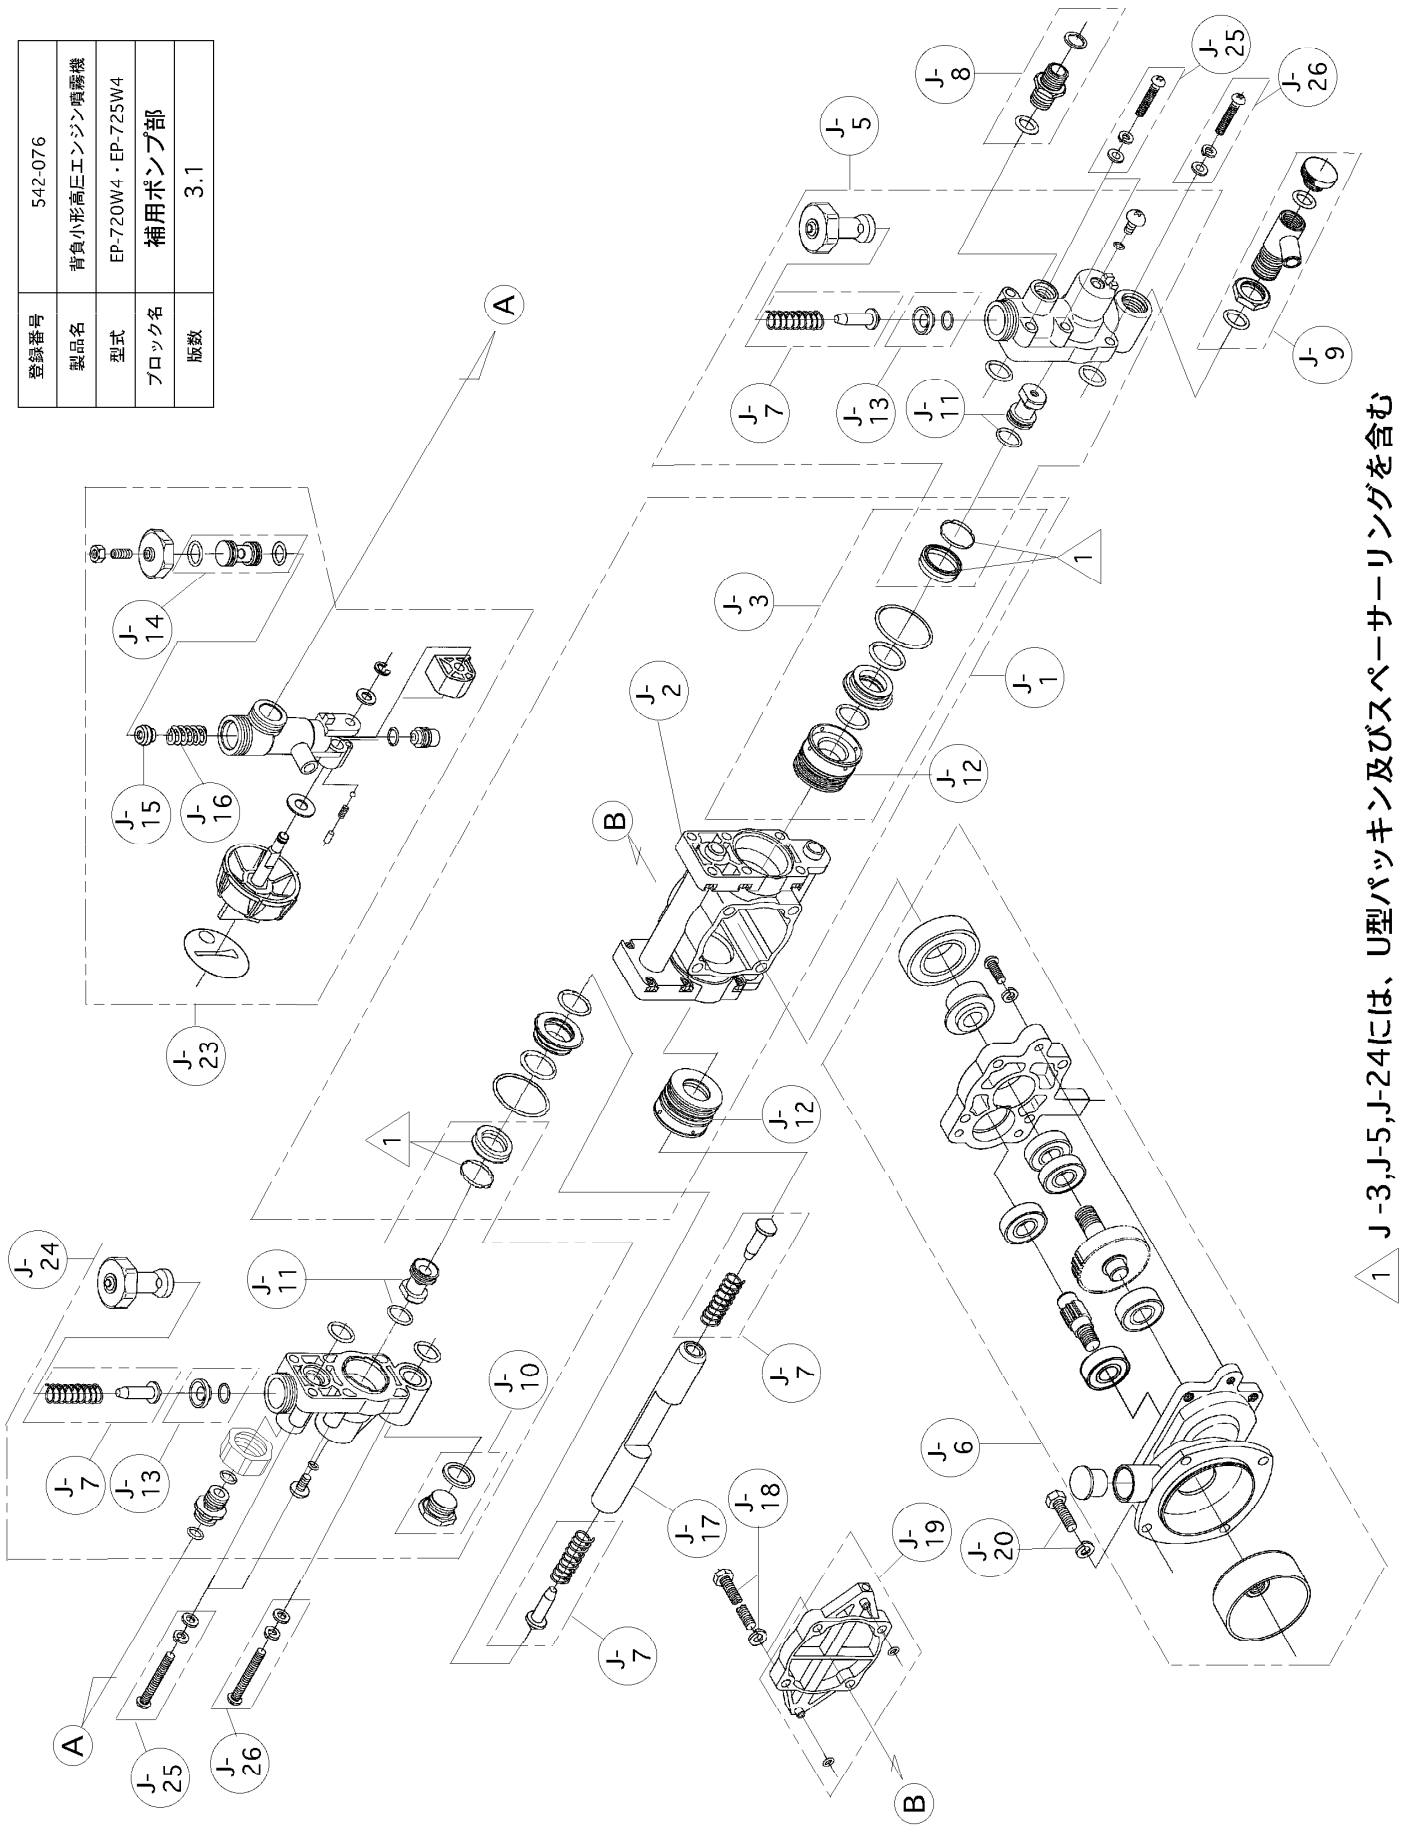 登録番号 542-076
製品名 背負小形高圧エンジン噴霧機
型式 EP-720W4・EP-725W4
ブロック名 補用ポンプ部
版数 3.1
J-24
J-7
J-13
J-11
J-10
A
J-25
J-26
J-23
J-15
J-16
J-14
A
1
J-12
J-7
J-17
J-7
J-18
J-19
B
B
J-2
J-3
J-12
J-1
1
J-5
J-7
J-13
J-11
J-8
J-25
J-26
J-9
J-6
J-20
1 J-3,J-5,J-24には、U型パッキン及びスペーサーリングを含む